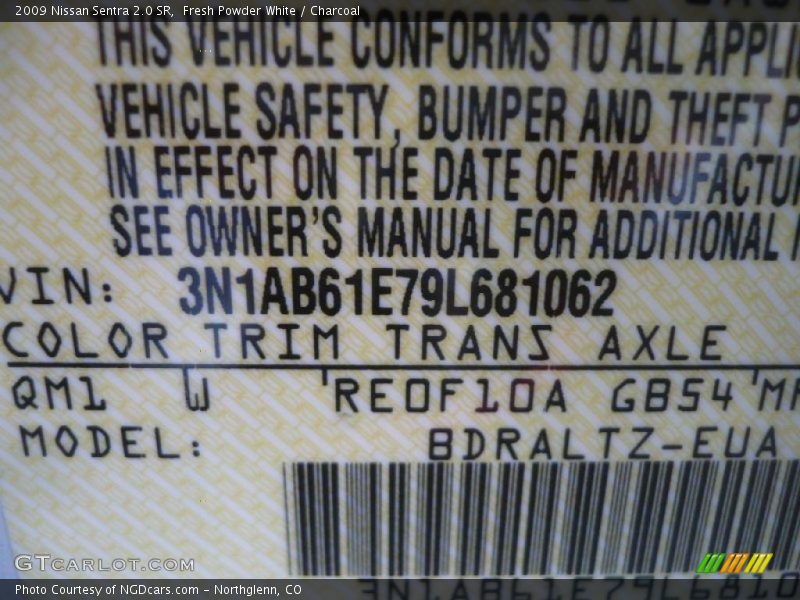 2009 Nissan Sentra 2.0 SR, Fresh Powder White / Charcoal
THIS VEHICLE CONFORMS TO ALL APPLI
VEHICLE SAFETY, BUMPER AND THEFT P
IN EFFECT ON THE DATE OF MANUFACTU
SEE OWNER'S MANUAL FOR ADDITIONAL I
VIN: 3N1AB61E79L681062
COLOR TRIM TRANS AXLE
QM1 W RE0F10A GB54 MR
MODEL: BDRALTZ-EUA
GTCARLOT.COM
Photo Courtesy of NGDcars.com - Northglenn, CO
3N1AB61E79L6810